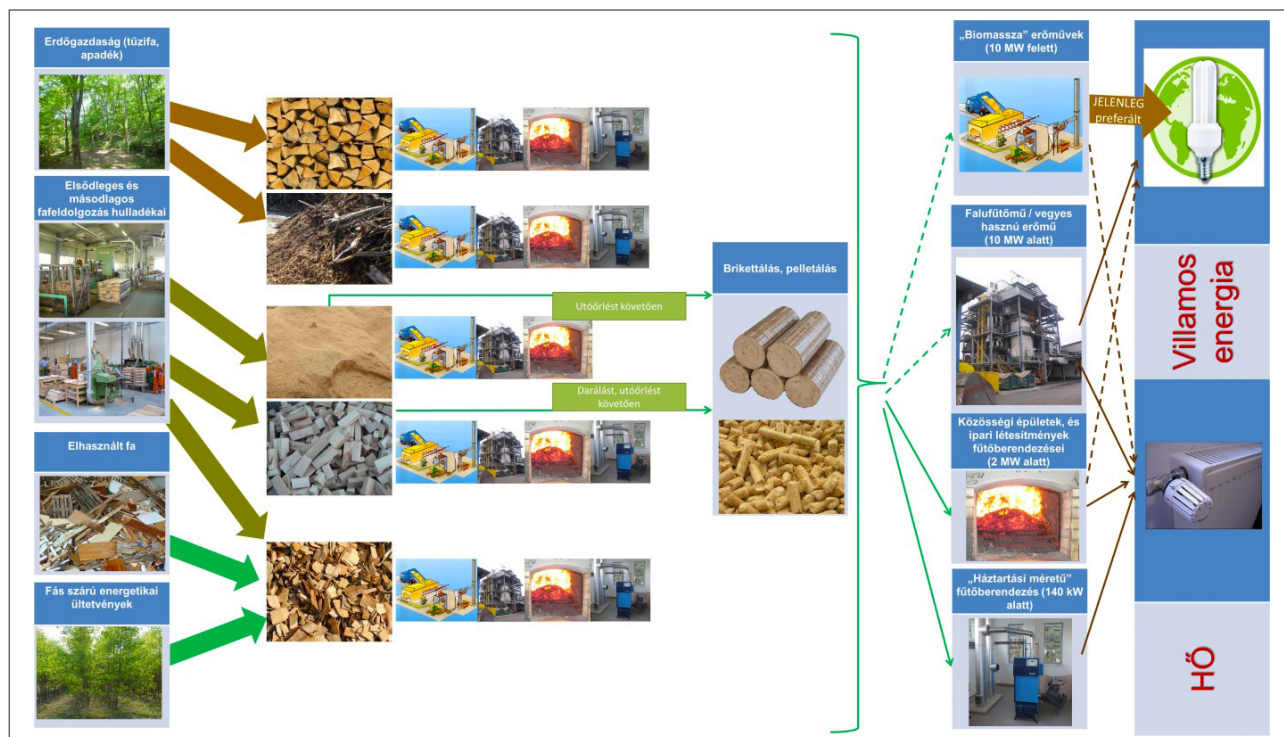 Erdőgazdaság (tűzifa,
apadék)
Elsődleges és
másodlagos
fafeldolgozás hulladékai
Elhasznált fa
Fás szárú energetikai
ültetvények
Utóőrlést követően
Darálást, utóőrlést
követően
Brikettálás, pelletálás
„Biomassza” erőművek
(10 MW felett)
Falufűtőmű / vegyes
hasznú erőmű
(10 MW alatt)
Közösségi épületek, és
ipari létesítmények
fűtőberendezései
(2 MW alatt)
„Háztartási méretű”
fűtőberendezés (140 kW
alatt)
JELENLEG
preferált
Villamos
energia
HŐ